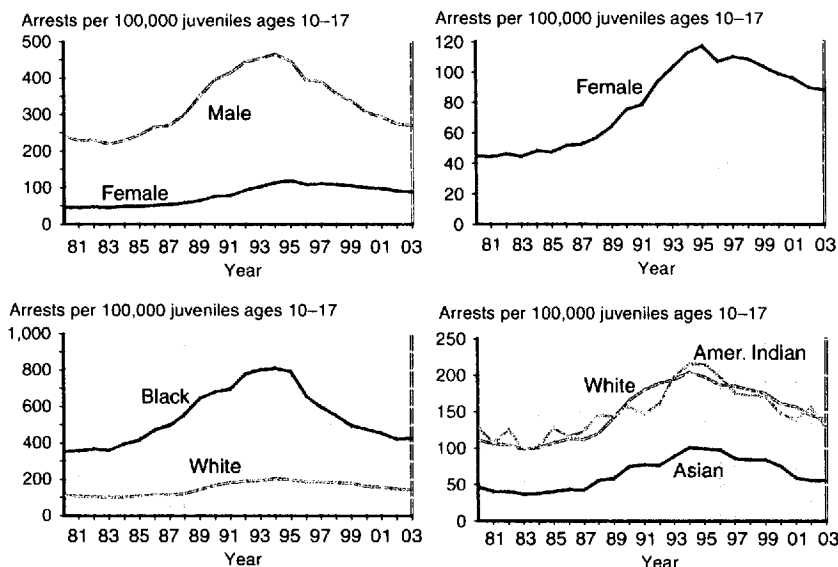 Arrests per 100,000 juveniles ages 10–17
500
400
300
200
100
0
Male
Female
81 83 85 87 89 91 93 95 97 99 01 03
Year
Arrests per 100,000 juveniles ages 10–17
120
100
80
60
40
20
0
Female
81 83 85 87 89 91 93 95 97 99 01 03
Year
Arrests per 100,000 juveniles ages 10–17
1,000
800
600
400
200
0
Black
White
81 83 85 87 89 91 93 95 97 99 01 03
Year
Arrests per 100,000 juveniles ages 10–17
250
200
150
100
50
0
Amer. Indian
White
Asian
81 83 85 87 89 91 93 95 97 99 01 03
Year